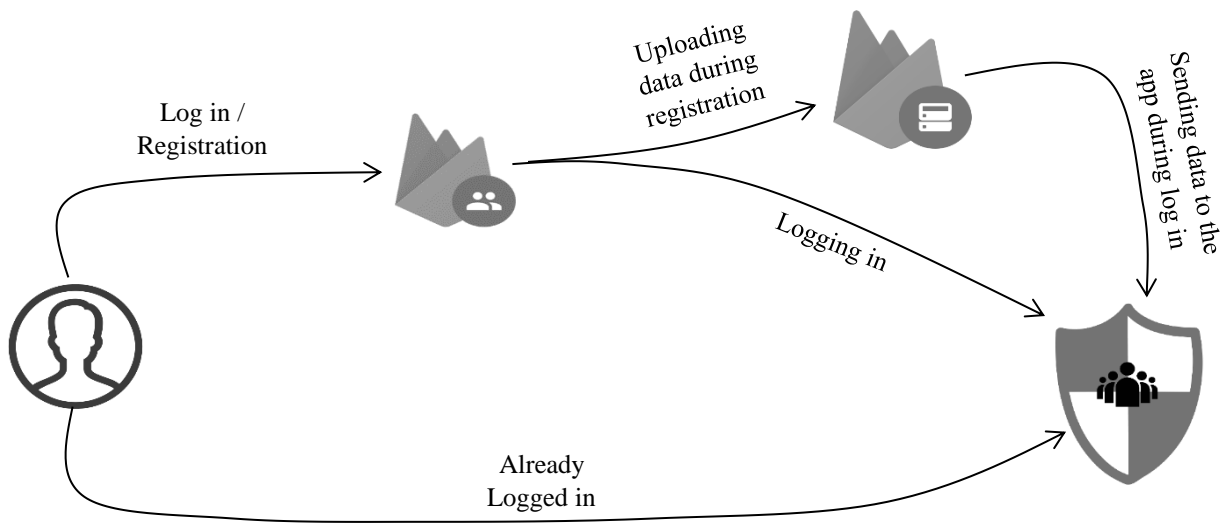 Log in /
Registration
Uploading
data during
registration
Sending data to the
app during log in
Logging in
Already
Logged in